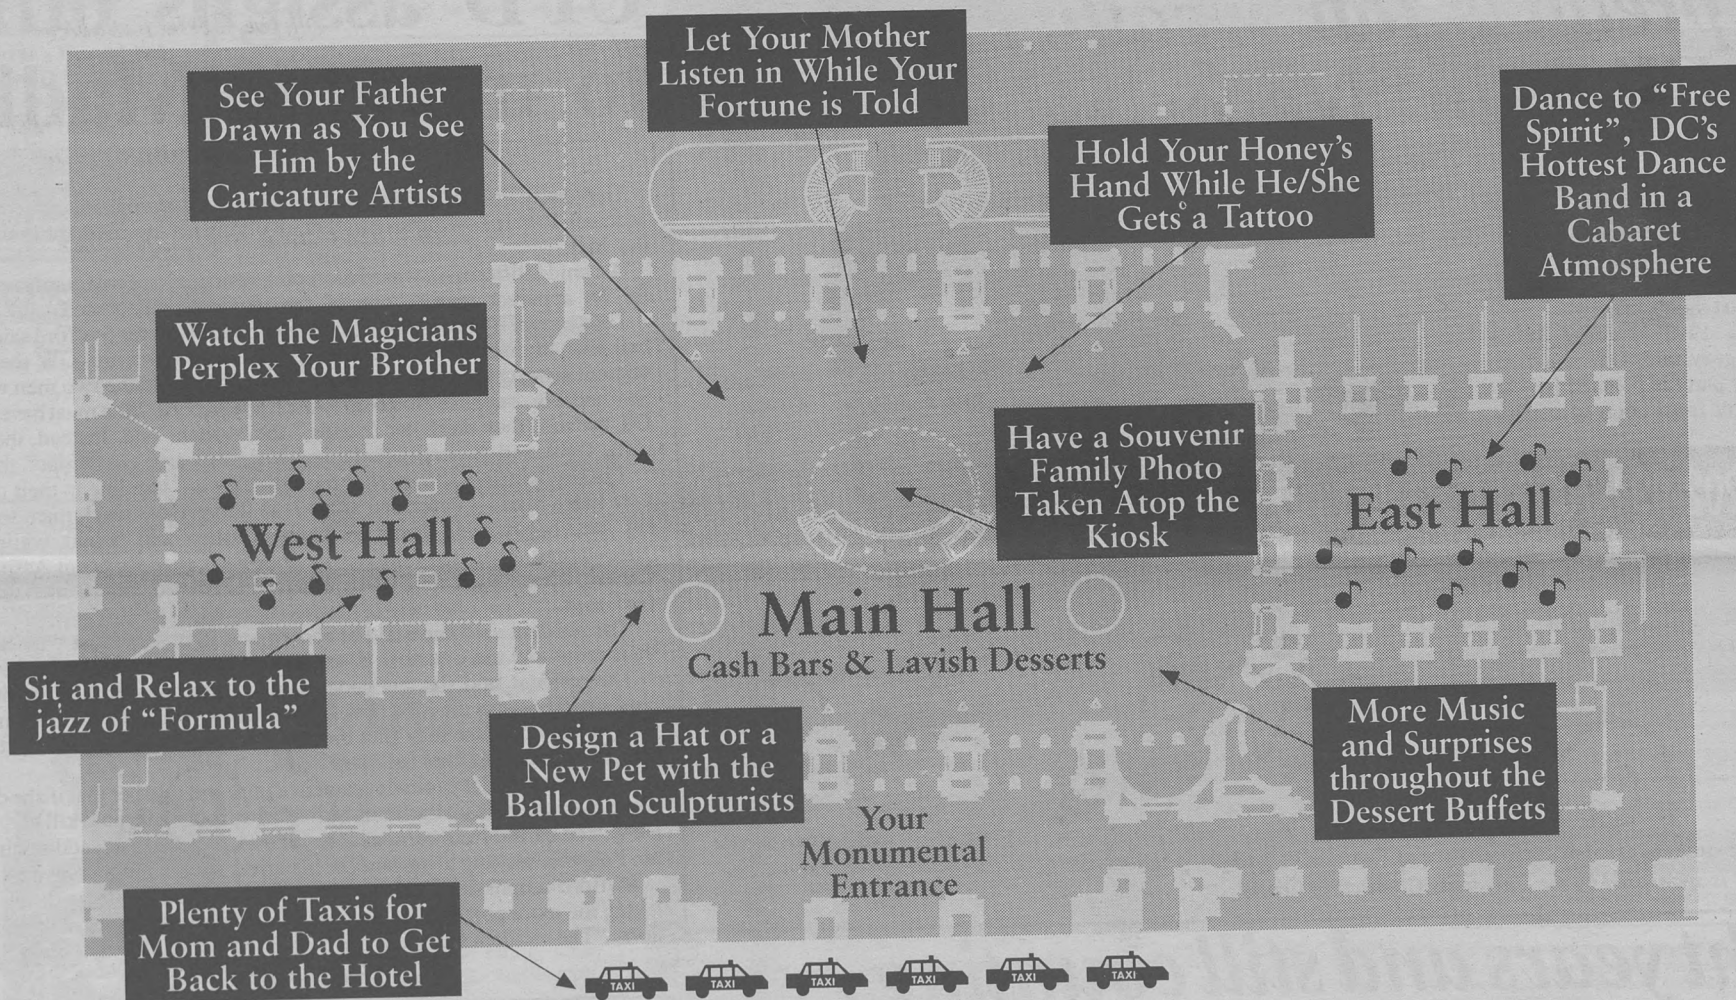 Let Your Mother
Listen in While Your
Fortune is Told
See Your Father
Drawn as You See
Him by the
Caricature Artists
Hold Your Honey's
Hand While He/She
Gets a Tattoo
Dance to “Free
Spirit”, DC's
Hottest Dance
Band in a
Cabaret
Atmosphere
Watch the Magicians
Perplex Your Brother
Have a Souvenir
Family Photo
Taken Atop the
Kiosk
West Hall
East Hall
Main Hall
Cash Bars & Lavish Desserts
Sit and Relax to the
jazz of “Formula”
Design a Hat or a
New Pet with the
Balloon Sculpturists
More Music
and Surprises
throughout the
Dessert Buffets
Your
Monumental
Entrance
Plenty of Taxis for
Mom and Dad to Get
Back to the Hotel
TAXI TAXI TAXI TAXI TAXI TAXI